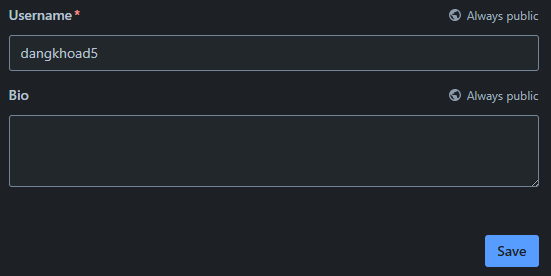 Username* Always public
dangkhoad5
Bio Always public
Save